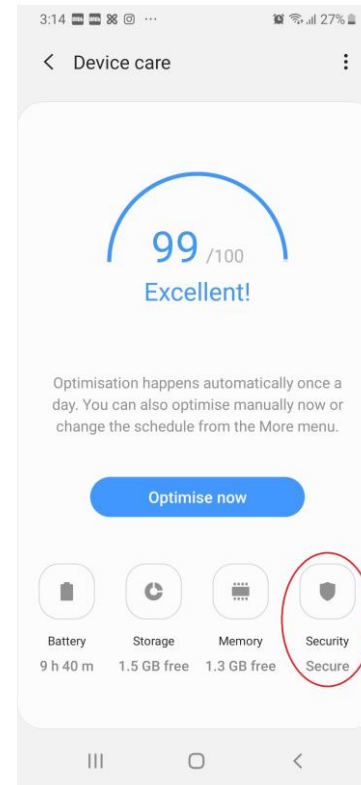 3:14
27%
Device care
99 /100
Excellent!
Optimisation happens automatically once a
day. You can also optimise manually now or
change the schedule from the More menu.
Optimise now
Battery Storage Memory Security
9 h 40 m 1.5 GB free 1.3 GB free Secure